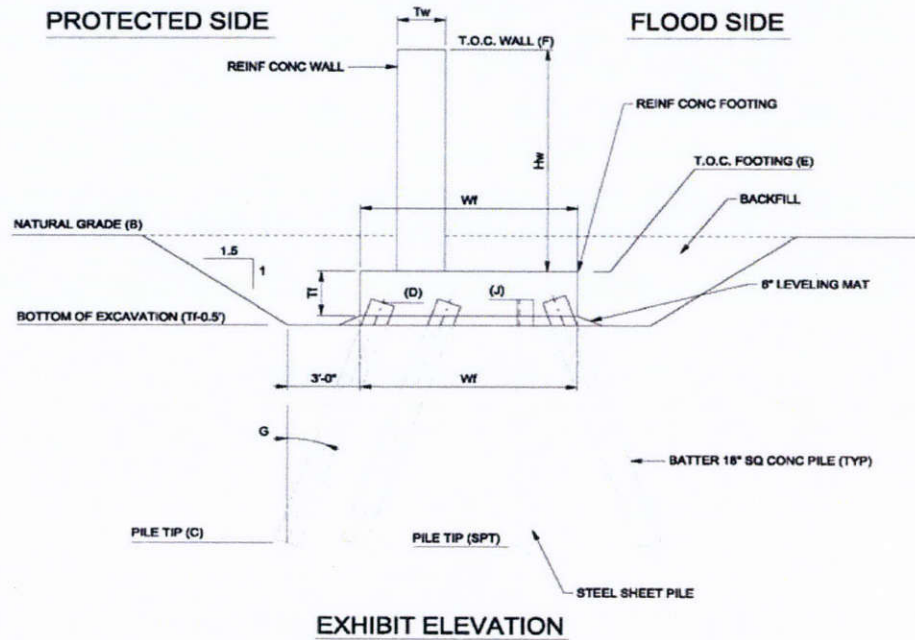 PROTECTED SIDE
Tw
FLOOD SIDE
T.O.C. WALL (F)
REINF CONC WALL
REINF CONC FOOTING
Hw
T.O.C. FOOTING (E)
Wf
BACKFILL
NATURAL GRADE (B)
1.5
1
Tf
(D)
(J)
6" LEVELING MAT
BOTTOM OF EXCAVATION (Tf-0.5')
3'-0"
Wf
G
BATTER 18" SQ CONC PILE (TYP)
PILE TIP (C)
PILE TIP (SPT)
STEEL SHEET PILE
EXHIBIT ELEVATION